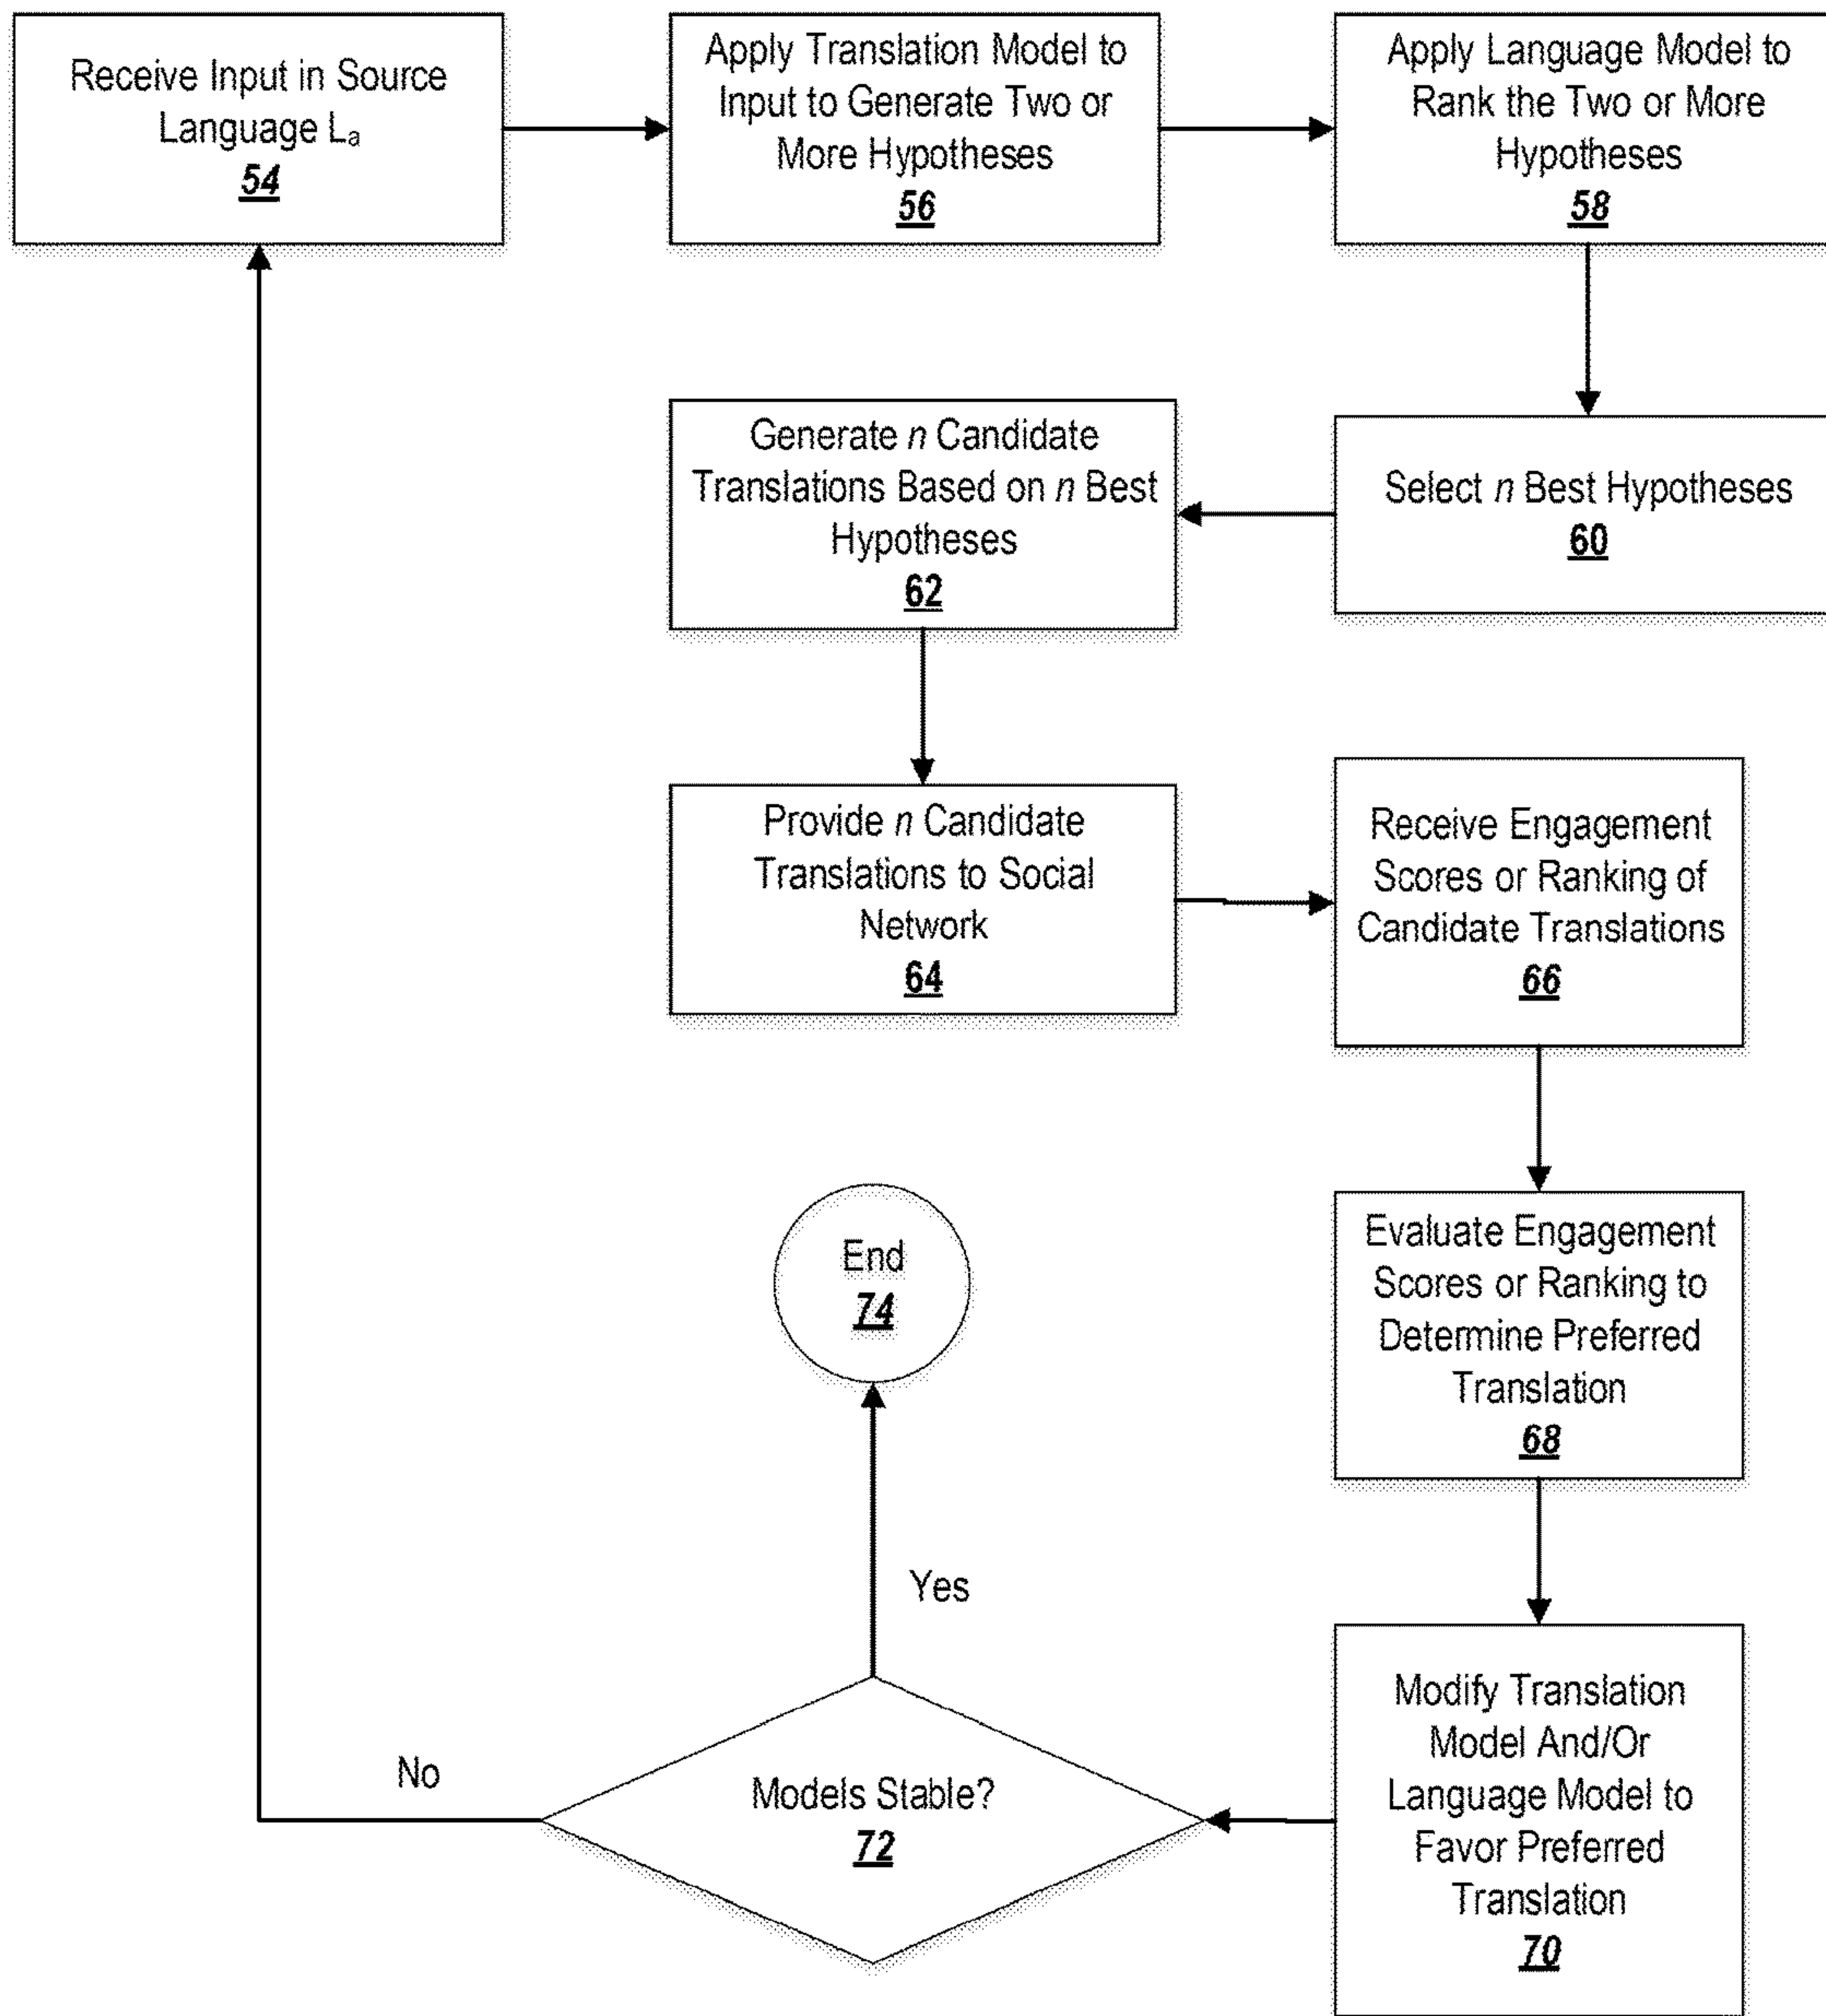 Receive Input in Source
Language La
54
Apply Translation Model to
Input to Generate Two or
More Hypotheses
56
Apply Language Model to
Rank the Two or More
Hypotheses
58
Select n Best Hypotheses
60
Generate n Candidate
Translations Based on n Best
Hypotheses
62
Provide n Candidate
Translations to Social
Network
64
Receive Engagement
Scores or Ranking of
Candidate Translations
66
Evaluate Engagement
Scores or Ranking to
Determine Preferred
Translation
68
Modify Translation
Model And/Or
Language Model to
Favor Preferred
Translation
70
Models Stable?
72
No
Yes
End
74